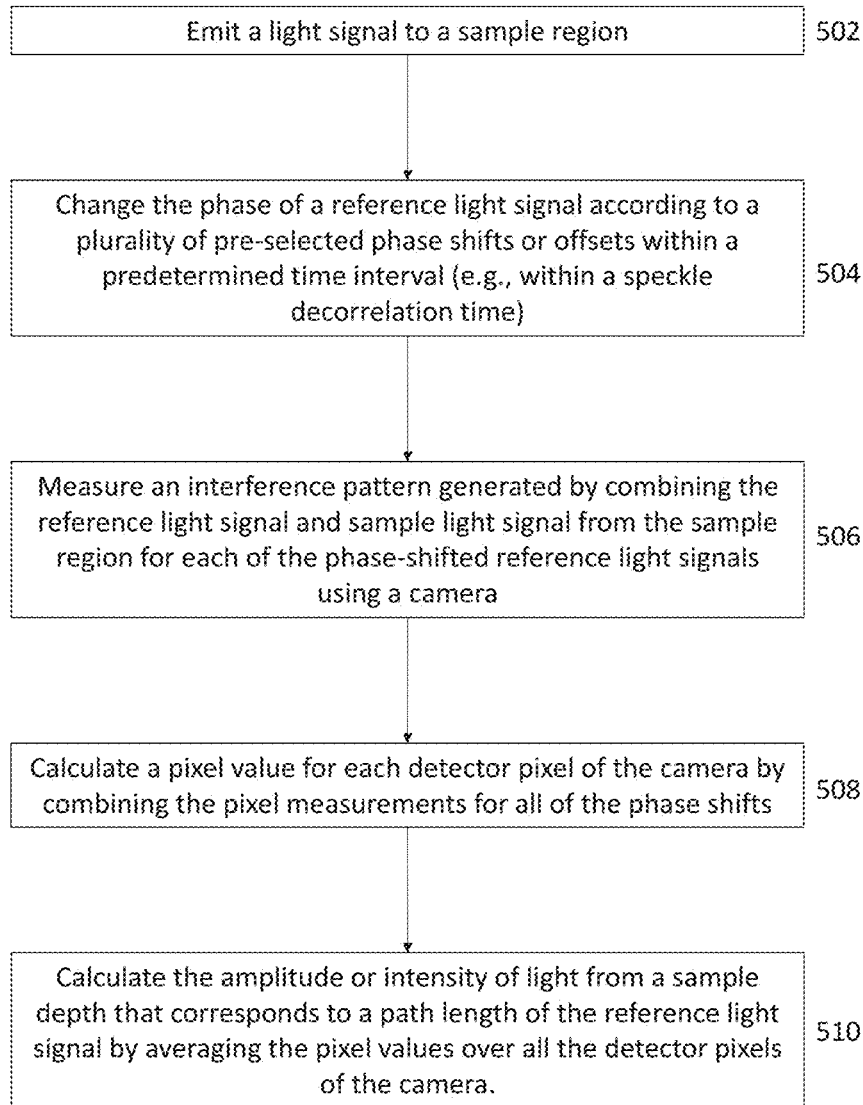 Emit a light signal to a sample region
502
Change the phase of a reference light signal according to a
plurality of pre-selected phase shifts or offsets within a
predetermined time interval (e.g., within a speckle
decorrelation time)
504
Measure an interference pattern generated by combining the
reference light signal and sample light signal from the sample
region for each of the phase-shifted reference light signals
using a camera
506
Calculate a pixel value for each detector pixel of the camera by
combining the pixel measurements for all of the phase shifts
508
Calculate the amplitude or intensity of light from a sample
depth that corresponds to a path length of the reference light
signal by averaging the pixel values over all the detector pixels
of the camera.
510